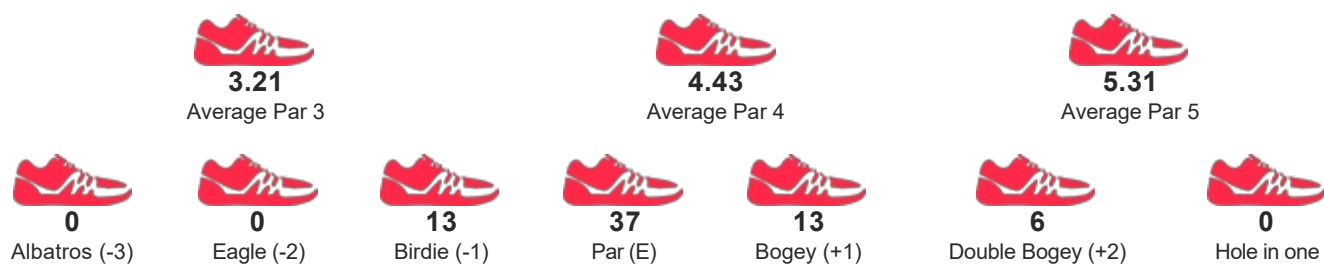 3.21 4.43 5.31
Average Par 3 Average Par 4 Average Par 5
0 0 13 37 13 6 0
Albatros (-3) Eagle (-2) Birdie (-1) Par (E) Bogey (+1) Double Bogey (+2) Hole in one